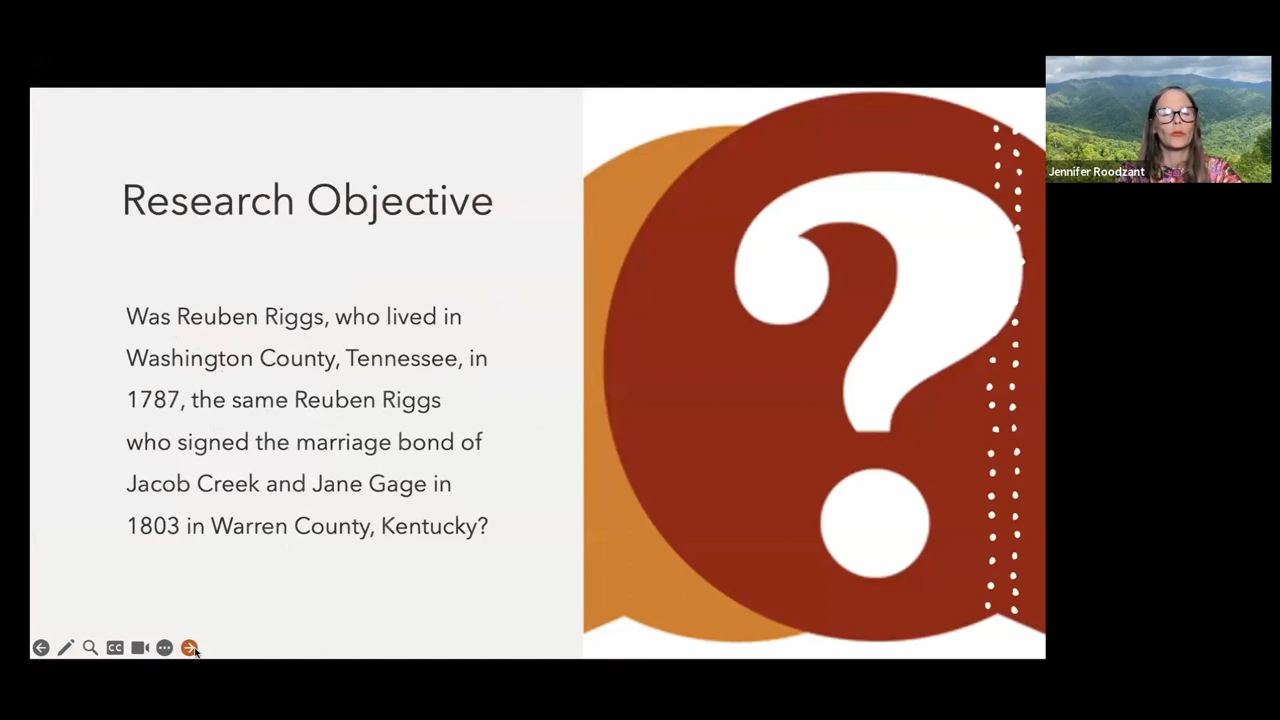 Research Objective
Was Reuben Riggs, who lived in
Washington County, Tennessee, in
1787, the same Reuben Riggs
who signed the marriage bond of
Jacob Creek and Jane Gage in
1803 in Warren County, Kentucky?
?
CC
Jennifer Roodzant